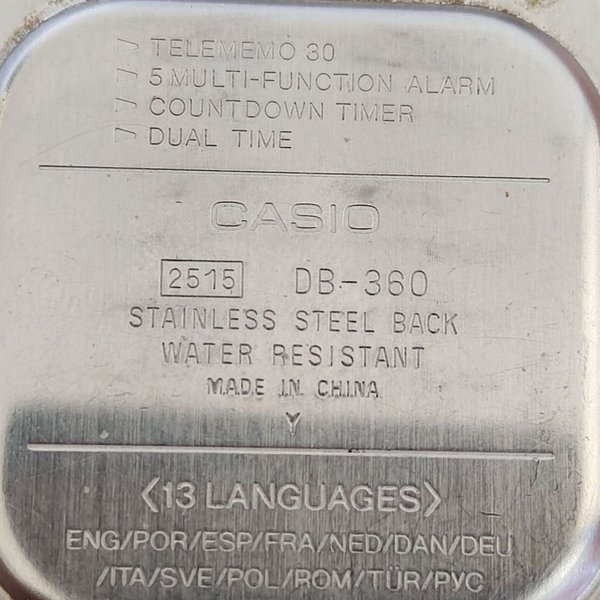 TELEMEMO 30
5 MULTI-FUNCTION ALARM
COUNTDOWN TIMER
DUAL TIME
CASIO
2515 DB-360
STAINLESS STEEL BACK
WATER RESISTANT
MADE IN CHINA
Y
<13 LANGUAGES>
ENG/POR/ESP/FRA/NED/DAN/DEU
/ITA/SVE/POL/ROM/TÜR/РУС